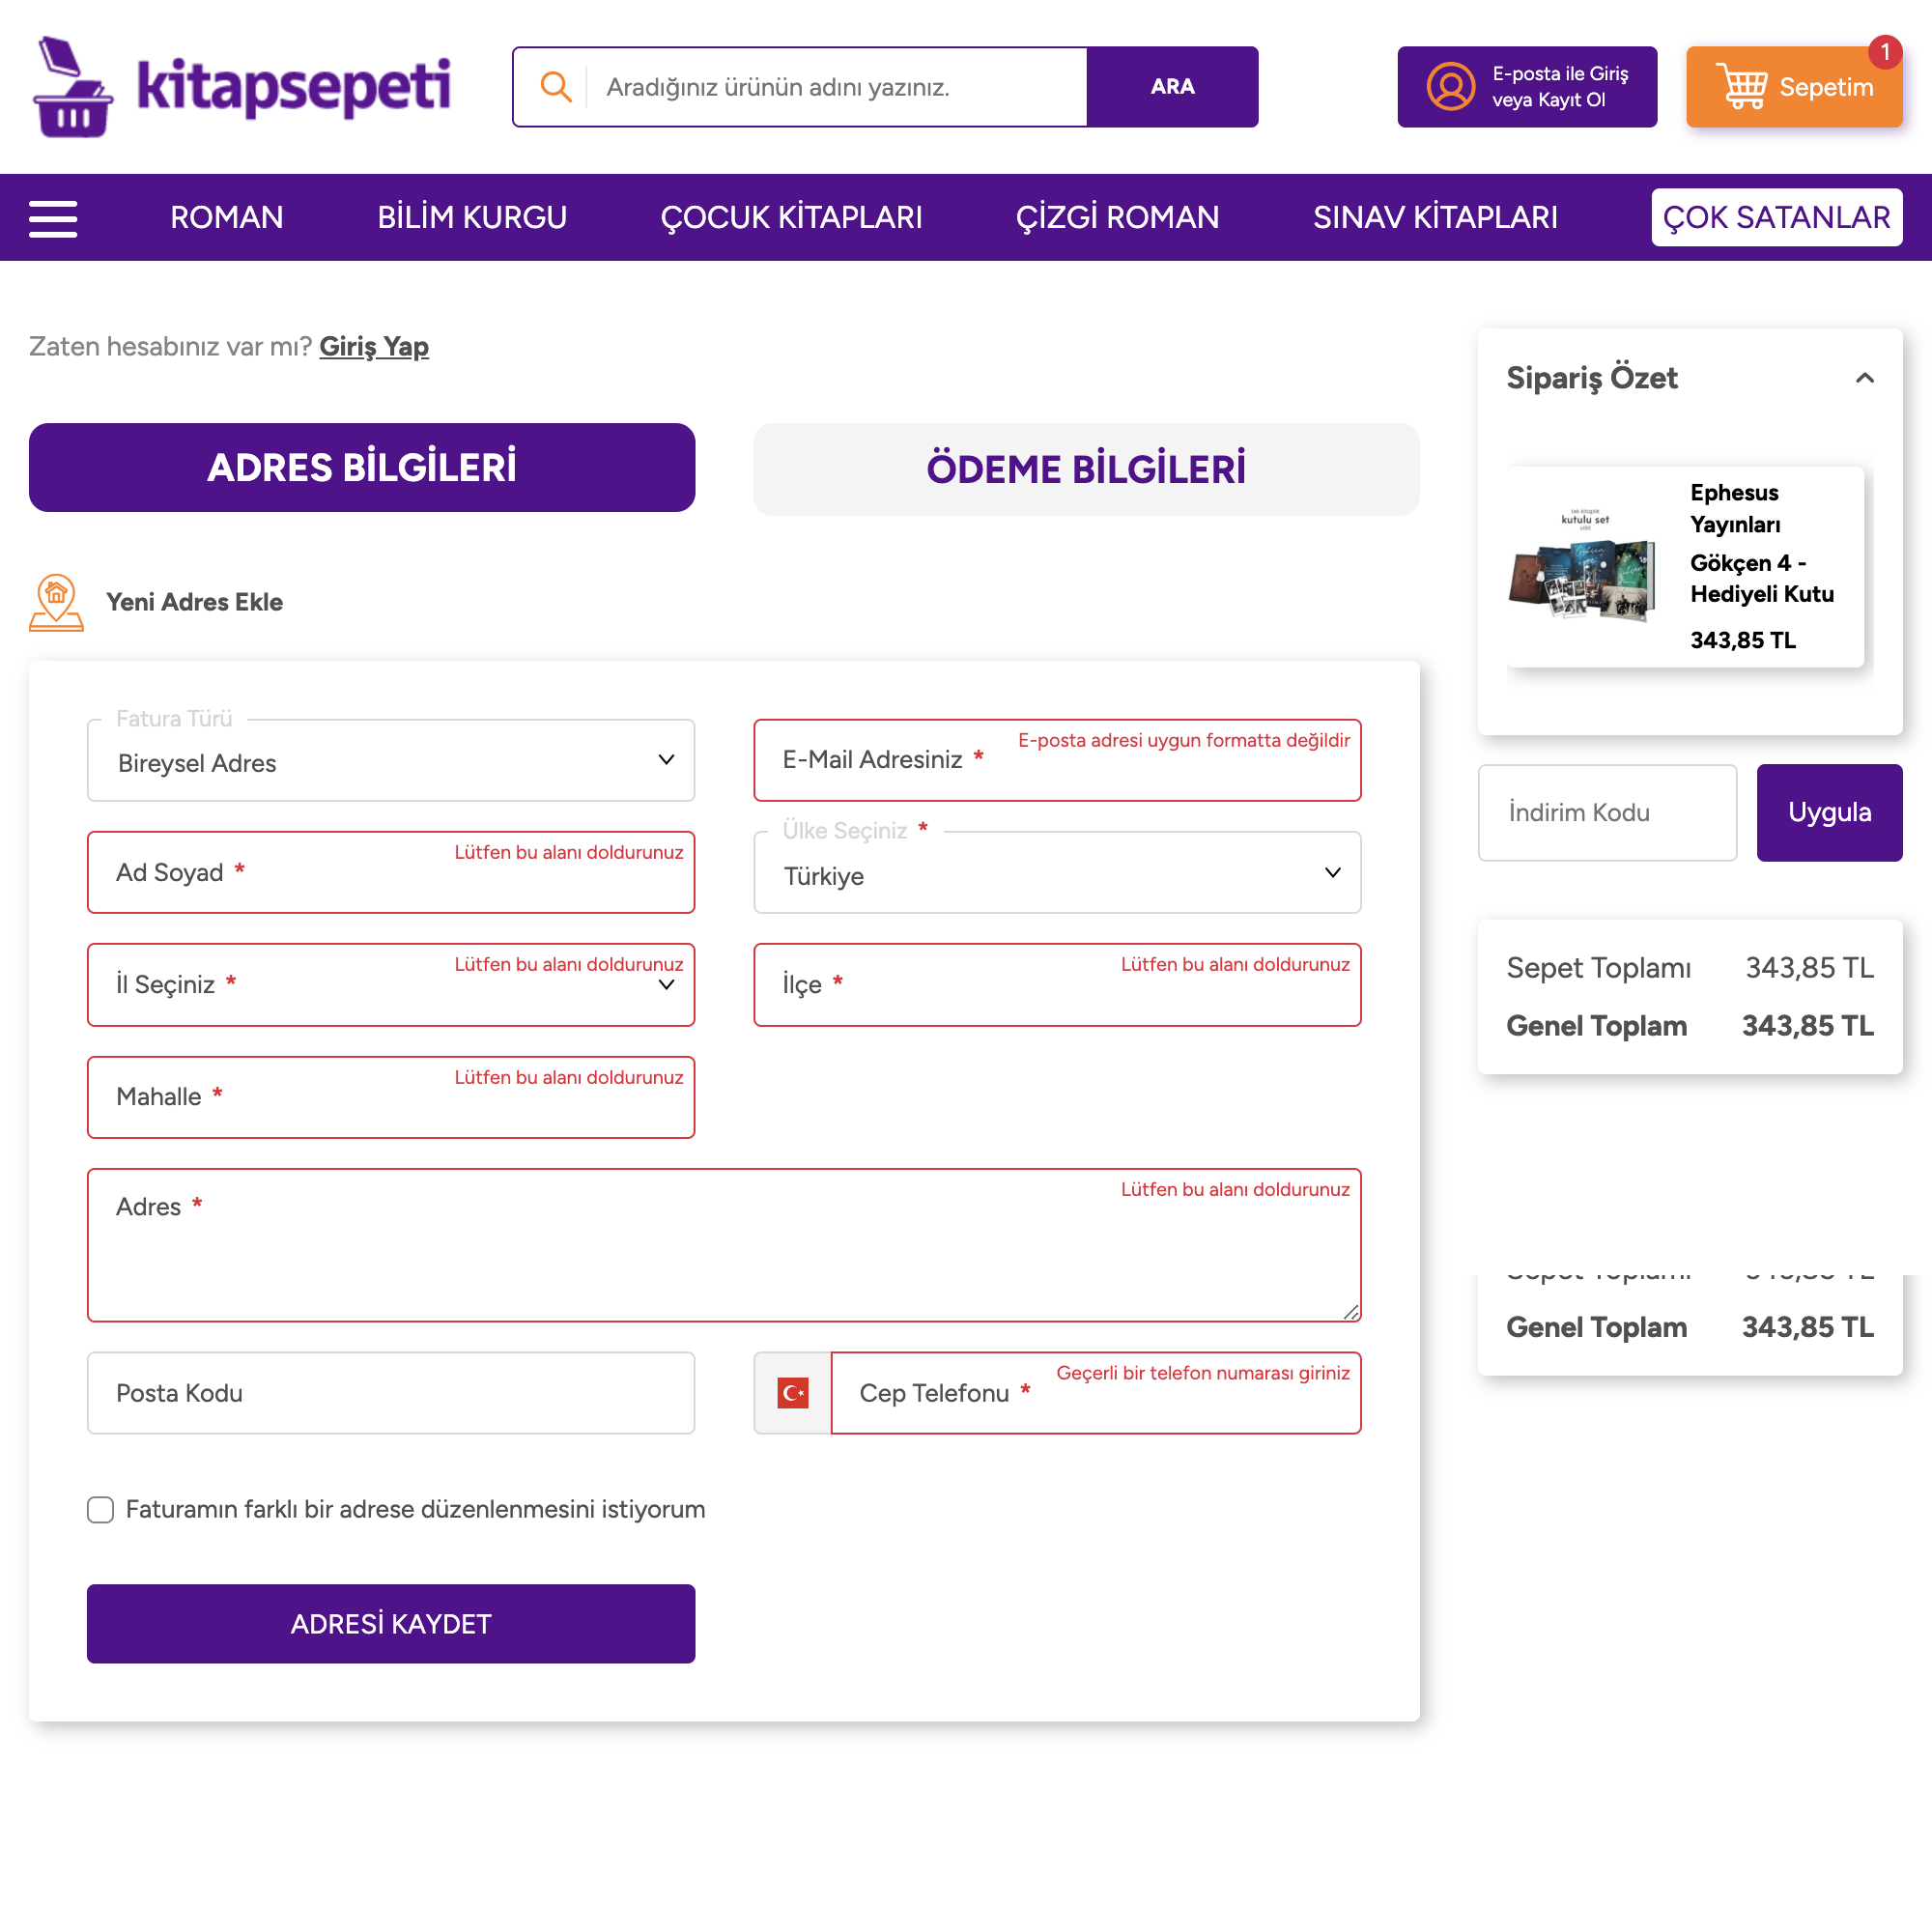 kitapsepeti
Aradığınız ürünün adını yazınız.
ARA
E-posta ile Giriş
veya Kayıt Ol
Sepetim
1
ROMAN
BİLİM KURGU
ÇOCUK KİTAPLARI
ÇİZGİ ROMAN
SINAV KİTAPLARI
ÇOK SATANLAR
Zaten hesabınız var mı? Giriş Yap
ADRES BİLGİLERİ
ÖDEME BİLGİLERİ
Yeni Adres Ekle
Fatura Türü
Bireysel Adres
E-Mail Adresiniz *
E-posta adresi uygun formatta değildir
Ad Soyad *
Lütfen bu alanı doldurunuz
Ülke Seçiniz *
Türkiye
İl Seçiniz *
Lütfen bu alanı doldurunuz
İlçe *
Lütfen bu alanı doldurunuz
Mahalle *
Lütfen bu alanı doldurunuz
Adres *
Lütfen bu alanı doldurunuz
Posta Kodu
Cep Telefonu *
Geçerli bir telefon numarası giriniz
Faturamın farklı bir adrese düzenlenmesini istiyorum
ADRESİ KAYDET
Sipariş Özet
kutulu set
Ephesus
Yayınları
Gökçen 4 -
Hediyeli Kutu
343,85 TL
İndirim Kodu
Uygula
Sepet Toplamı 343,85 TL
Genel Toplam 343,85 TL
Sepet Toplamı 343,85 TL
Genel Toplam 343,85 TL